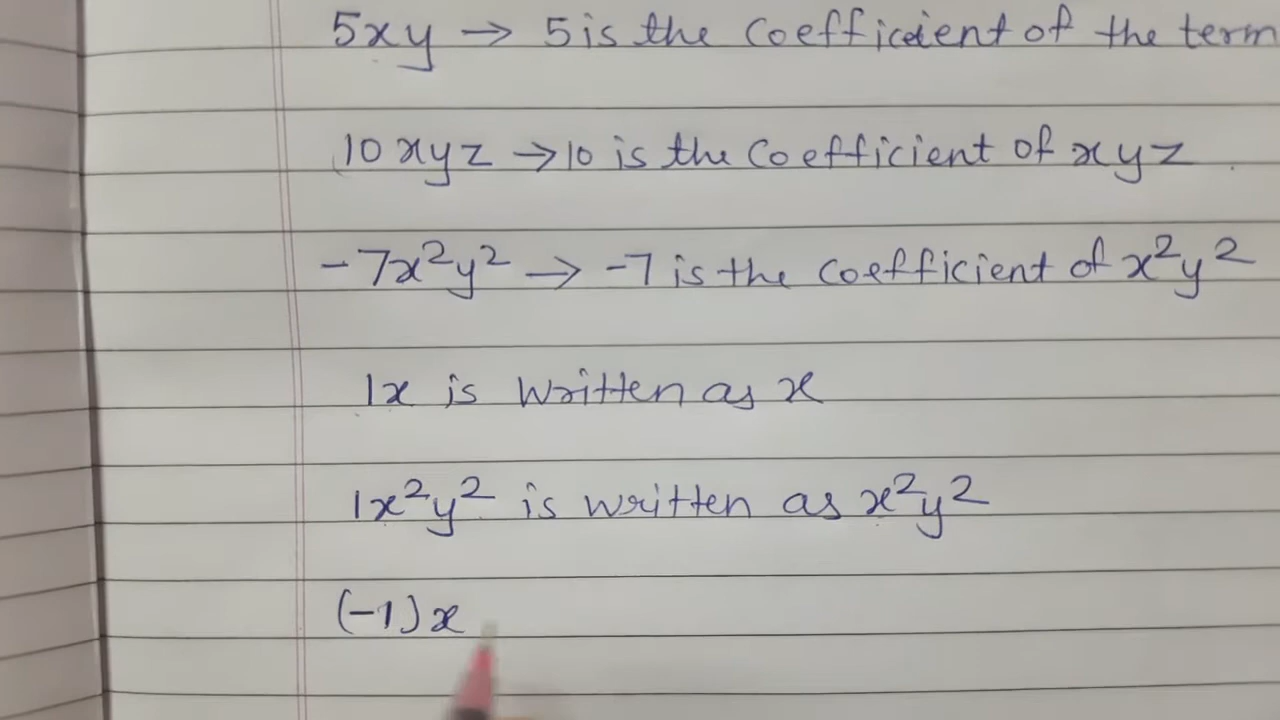 5xy → 5 is the coefficient of the term
10xyz → 10 is the coefficient of xyz
-7x²y² → -7 is the coefficient of x²y²
1x is written as x
1x²y² is written as x²y²
(-1)x